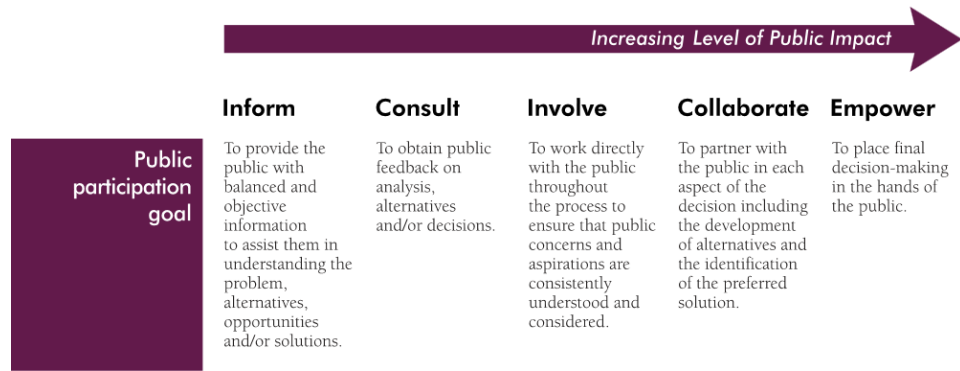 Increasing Level of Public Impact
Inform
Consult
Involve
Collaborate
Empower
Public
participation
goal
To provide the
public with
balanced and
objective
information
to assist them in
understanding the
problem,
alternatives,
opportunities
and/or solutions.
To obtain public
feedback on
analysis,
alternatives
and/or decisions.
To work directly
with the public
throughout
the process to
ensure that public
concerns and
aspirations are
consistently
understood and
considered.
To partner with
the public in each
aspect of the
decision including
the development
of alternatives and
the identification
of the preferred
solution.
To place final
decision-making
in the hands of
the public.